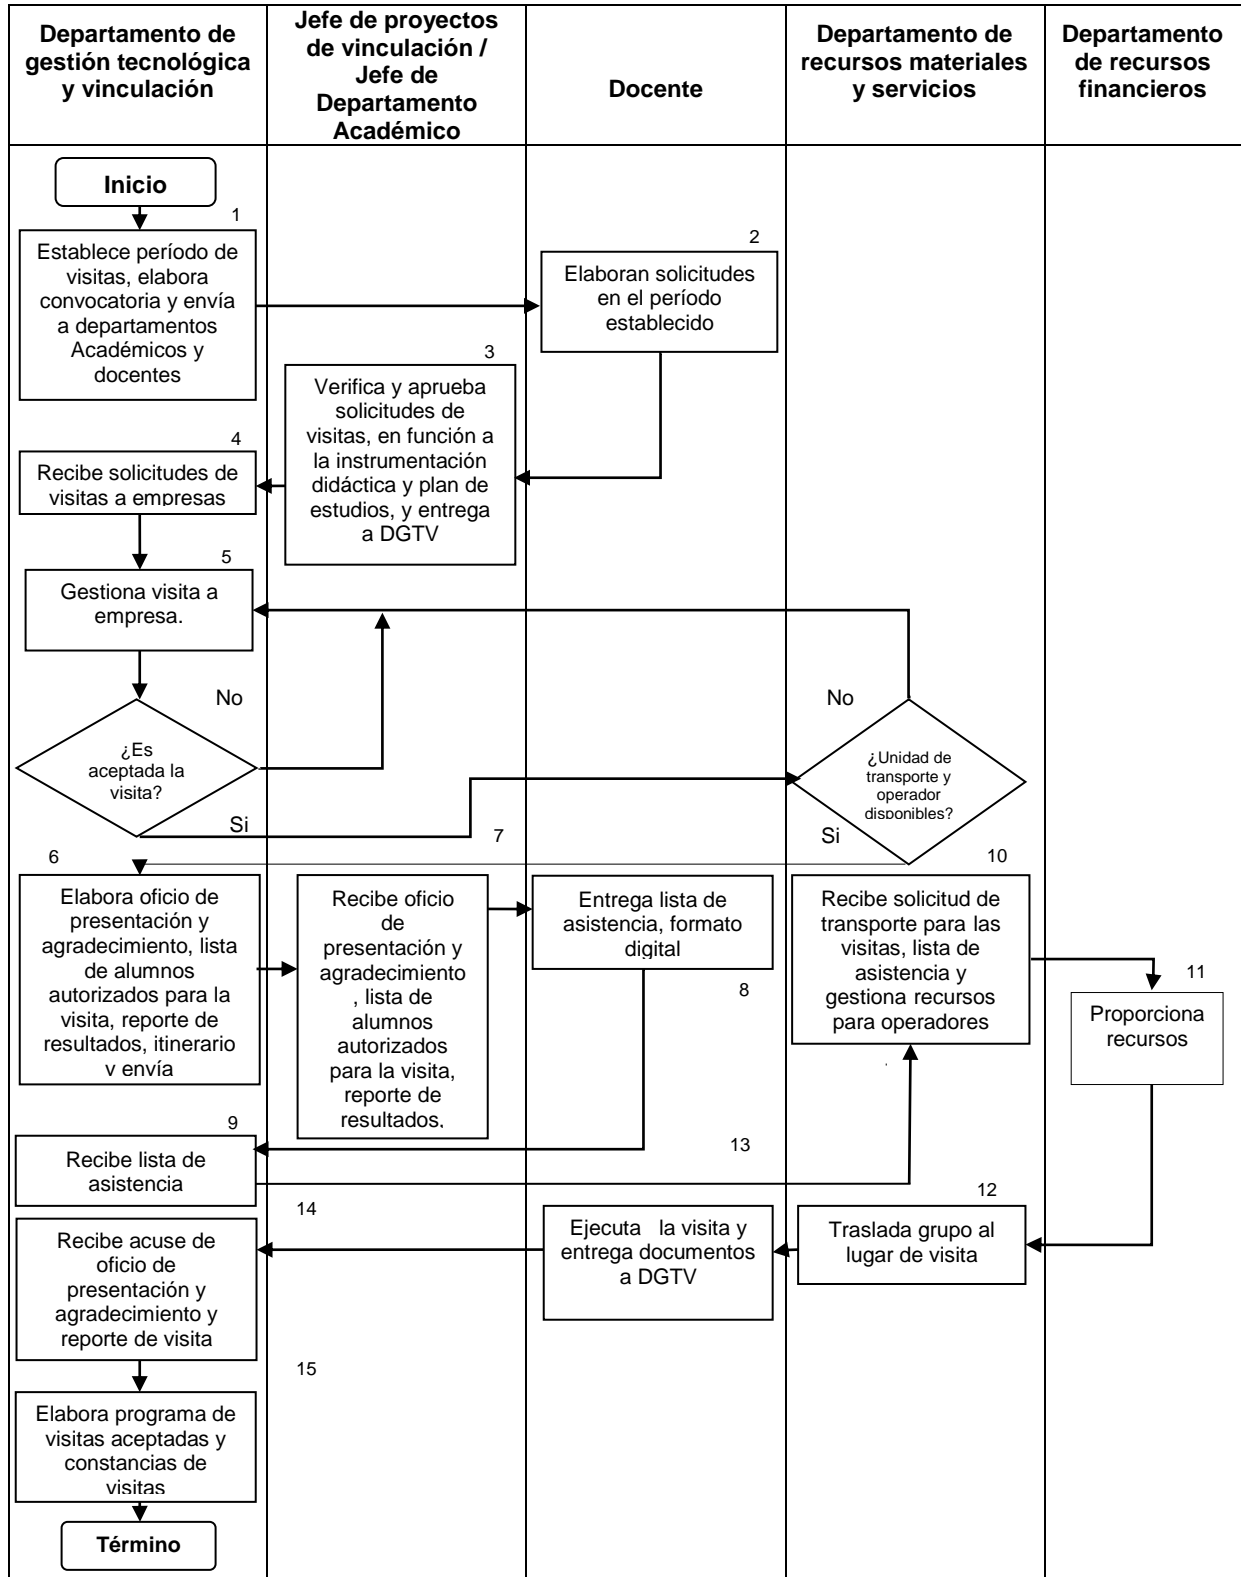 Departamento de
gestión tecnológica
y vinculación
Jefe de proyectos
de vinculación /
Jefe de
Departamento
Académico
Docente
Departamento de
recursos materiales
y servicios
Departamento
de recursos
financieros
Inicio
1
Establece período de
visitas, elabora
convocatoria y envía
a departamentos
Académicos y
docentes
2
Elaboran solicitudes
en el período
establecido
3
Verifica y aprueba
solicitudes de
visitas, en función a
la instrumentación
didáctica y plan de
estudios, y entrega
a DGTV
4
Recibe solicitudes de
visitas a empresas
5
Gestiona visita a
empresa.
No
¿Es
aceptada la
visita?
Si
No
¿Unidad de
transporte y
operador
disponibles?
Si
6
Elabora oficio de
presentación y
agradecimiento, lista
de alumnos
autorizados para la
visita, reporte de
resultados, itinerario
y envía
7
Recibe oficio
de
presentación y
agradecimiento
, lista de
alumnos
autorizados
para la visita,
reporte de
resultados.
Entrega lista de
asistencia, formato
digital
8
10
Recibe solicitud de
transporte para las
visitas, lista de
asistencia y
gestiona recursos
para operadores
11
Proporciona
recursos
9
Recibe lista de
asistencia
13
12
Traslada grupo al
lugar de visita
Ejecuta la visita y
entrega documentos
a DGTV
14
Recibe acuse de
oficio de
presentación y
agradecimiento y
reporte de visita
15
Elabora programa de
visitas aceptadas y
constancias de
visitas
Término